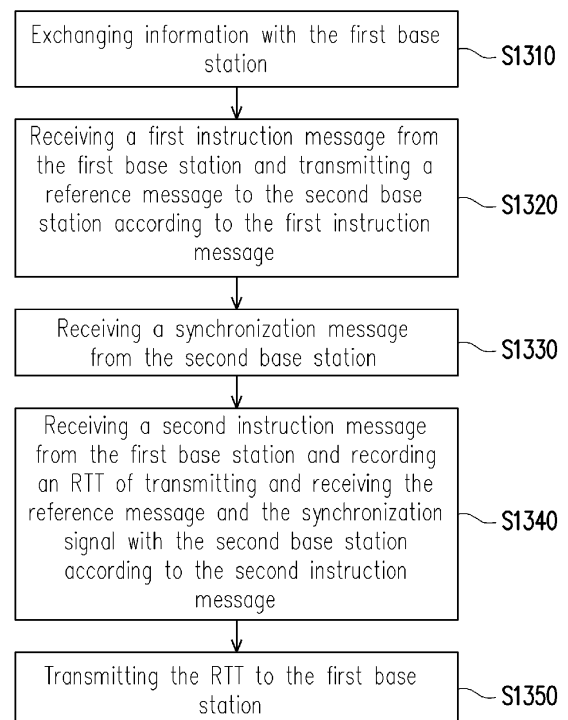 Exchanging information with the first base
station
S1310
Receiving a first instruction message from
the first base station and transmitting a
reference message to the second base
station according to the first instruction
message
S1320
Receiving a synchronization message
from the second base station
S1330
Receiving a second instruction message
from the first base station and recording
an RTT of transmitting and receiving the
reference message and the synchronization
signal with the second base station
according to the second instruction
message
S1340
Transmitting the RTT to the first base
station
S1350